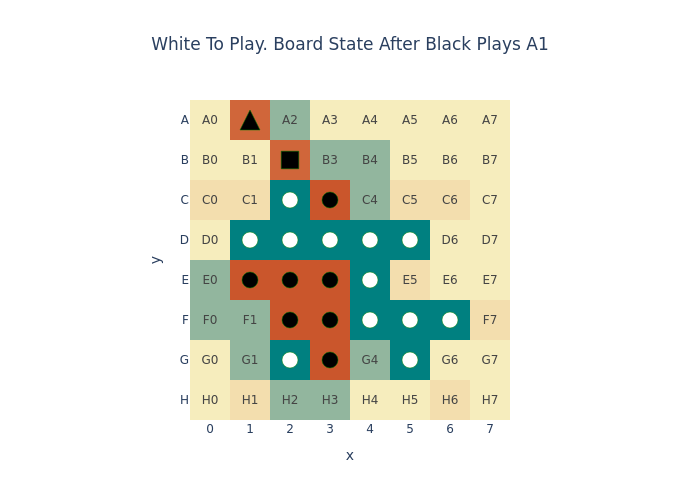 White To Play. Board State After Black Plays A1
A A0 A2 A3 A4 A5 A6 A7
B B0 B1 B3 B4 B5 B6 B7
C C0 C1 C4 C5 C6 C7
D D0 D6 D7
E E0 E5 E6 E7
F F0 F1 F7
G G0 G1 G4 G6 G7
H H0 H1 H2 H3 H4 H5 H6 H7
0 1 2 3 4 5 6 7
x
y